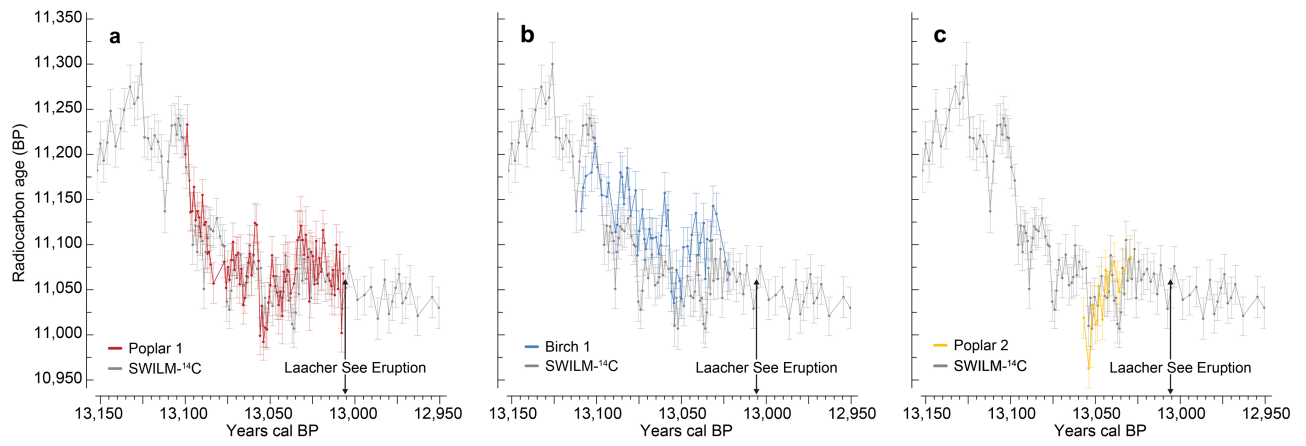 a
b
c
Radiocarbon age (BP)
11,350
11,300
11,250
11,200
11,150
11,100
11,050
11,000
10,950
Poplar 1
SWILM-¹⁴C
Laacher See Eruption
13,150 13,100 13,050 13,000 12,950
Years cal BP
Birch 1
SWILM-¹⁴C
Laacher See Eruption
13,150 13,100 13,050 13,000 12,950
Years cal BP
Poplar 2
SWILM-¹⁴C
Laacher See Eruption
13,150 13,100 13,050 13,000 12,950
Years cal BP